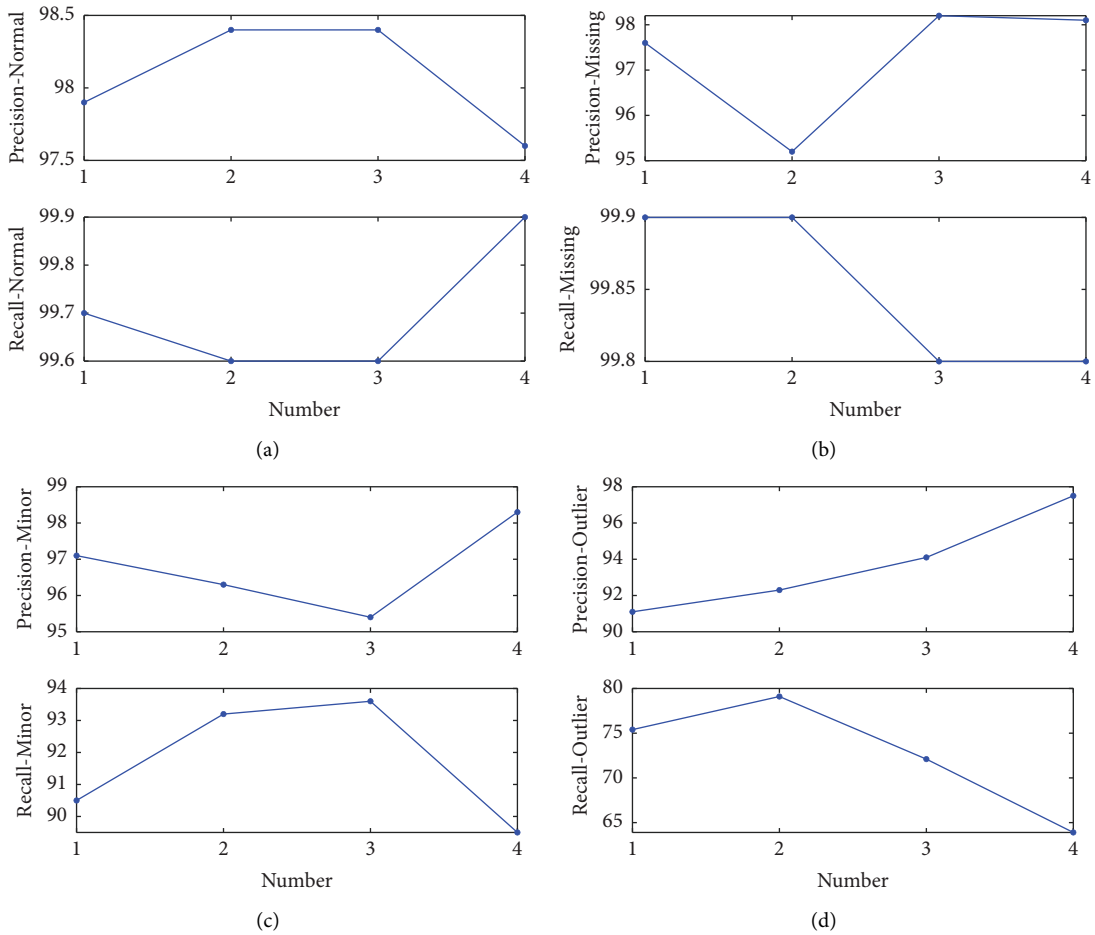 Precision-Normal
98.5
98
97.5
1 2 3 4
Recall-Normal
99.9
99.8
99.7
99.6
1 2 3 4
Number
(a)
Precision-Missing
98
97
96
95
1 2 3 4
Recall-Missing
99.9
99.85
99.8
1 2 3 4
Number
(b)
Precision-Minor
99
98
97
96
95
1 2 3 4
Recall-Minor
94
93
92
91
90
1 2 3 4
Number
(c)
Precision-Outlier
98
96
94
92
90
1 2 3 4
Recall-Outlier
80
75
70
65
1 2 3 4
Number
(d)